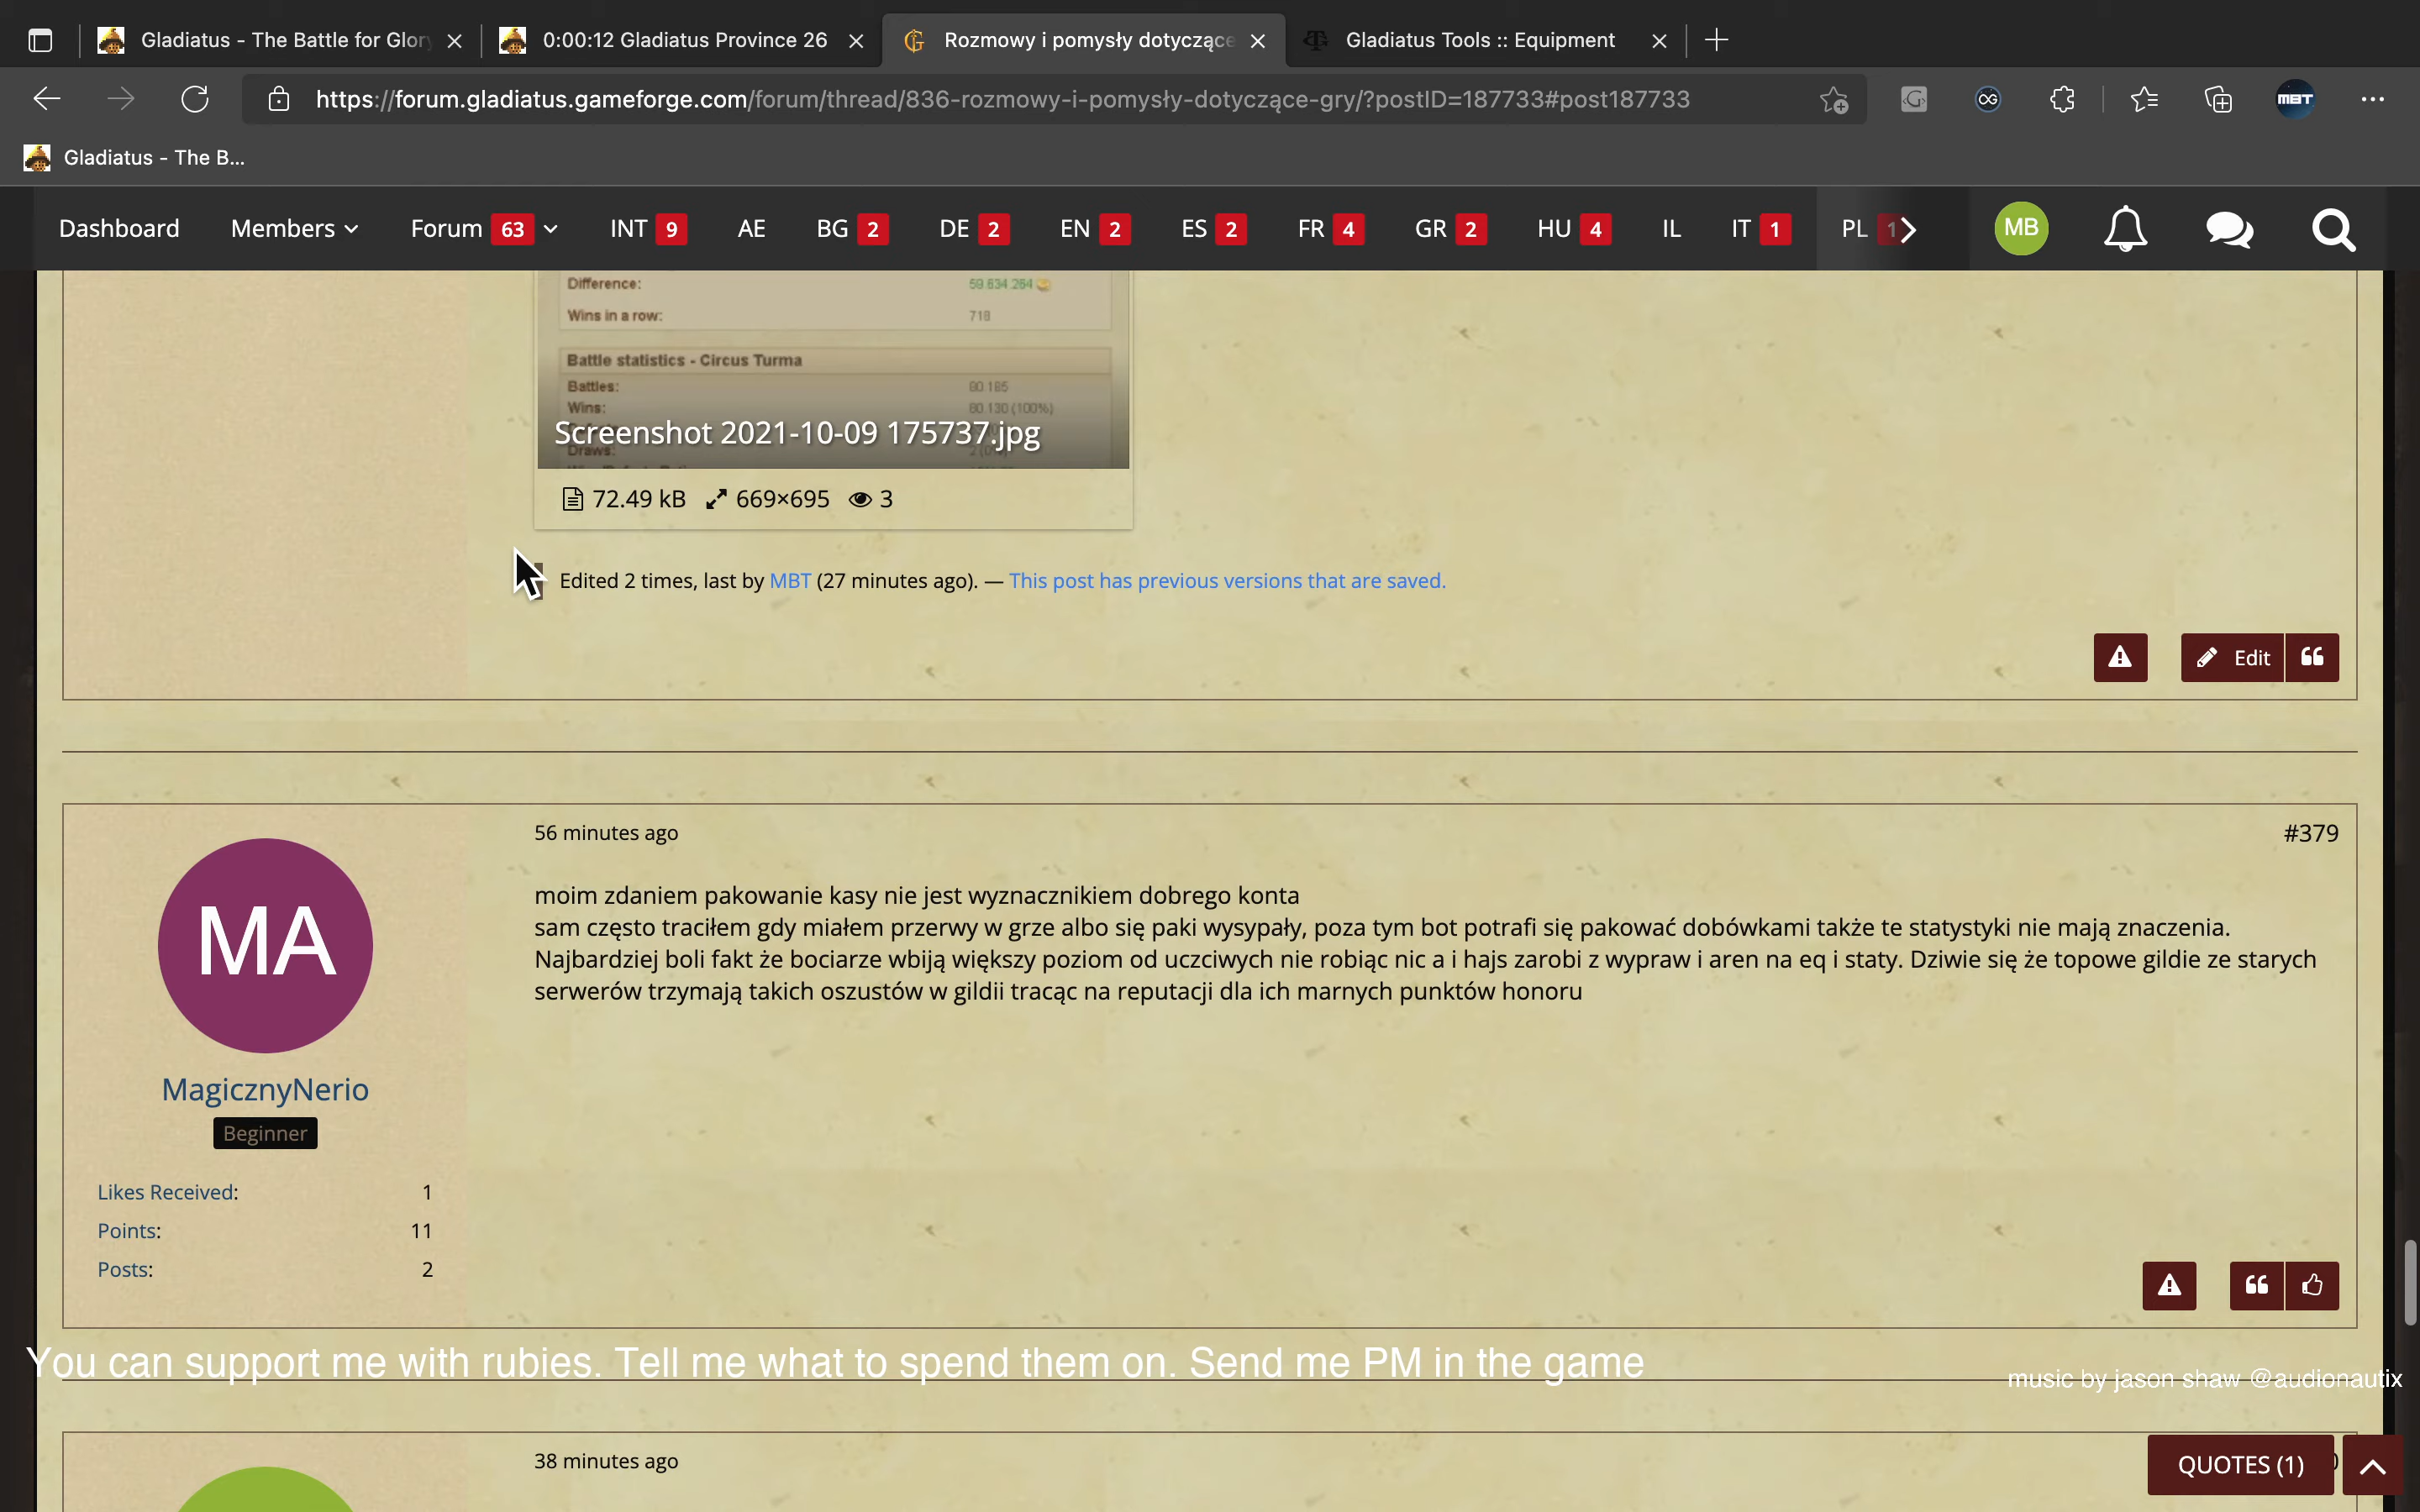 Gladiatus - The Battle for Glory
0:00:12 Gladiatus Province 26
Rozmowy i pomysły dotyczące
Gladiatus Tools :: Equipment
https://forum.gladiatus.gameforge.com/forum/thread/836-rozmowy-i-pomysły-dotyczące-gry/?postID=187733#post187733
MBT
Gladiatus - The B...
Dashboard Members Forum 63 INT 9 AE BG 2 DE 2 EN 2 ES 2 FR 4 GR 2 HU 4 IL IT 1 PL 1 MB
Difference: 59.634.264
Wins in a row: 718
Battle statistics - Circus Turma
Battles: 80.185
Wins: 80.130 (100%)
Screenshot 2021-10-09 175737.jpg
Draws:
72.49 kB 669×695 3
Edited 2 times, last by MBT (27 minutes ago). — This post has previous versions that are saved.
Edit
56 minutes ago
#379
MA
moim zdaniem pakowanie kasy nie jest wyznacznikiem dobrego konta
sam często traciłem gdy miałem przerwy w grze albo się paki wysypały, poza tym bot potrafi się pakować dobówkami także te statystyki nie mają znaczenia.
Najbardziej boli fakt że bociarze wbiją większy poziom od uczciwych nie robiąc nic a i hajs zarobi z wypraw i aren na eq i staty. Dziwie się że topowe gildie ze starych
serwerów trzymają takich oszustów w gildii tracąc na reputacji dla ich marnych punktów honoru
MagicznyNerio
Beginner
Likes Received: 1
Points: 11
Posts: 2
You can support me with rubies. Tell me what to spend them on. Send me PM in the game
music by jason shaw @audionautix
38 minutes ago
QUOTES (1)